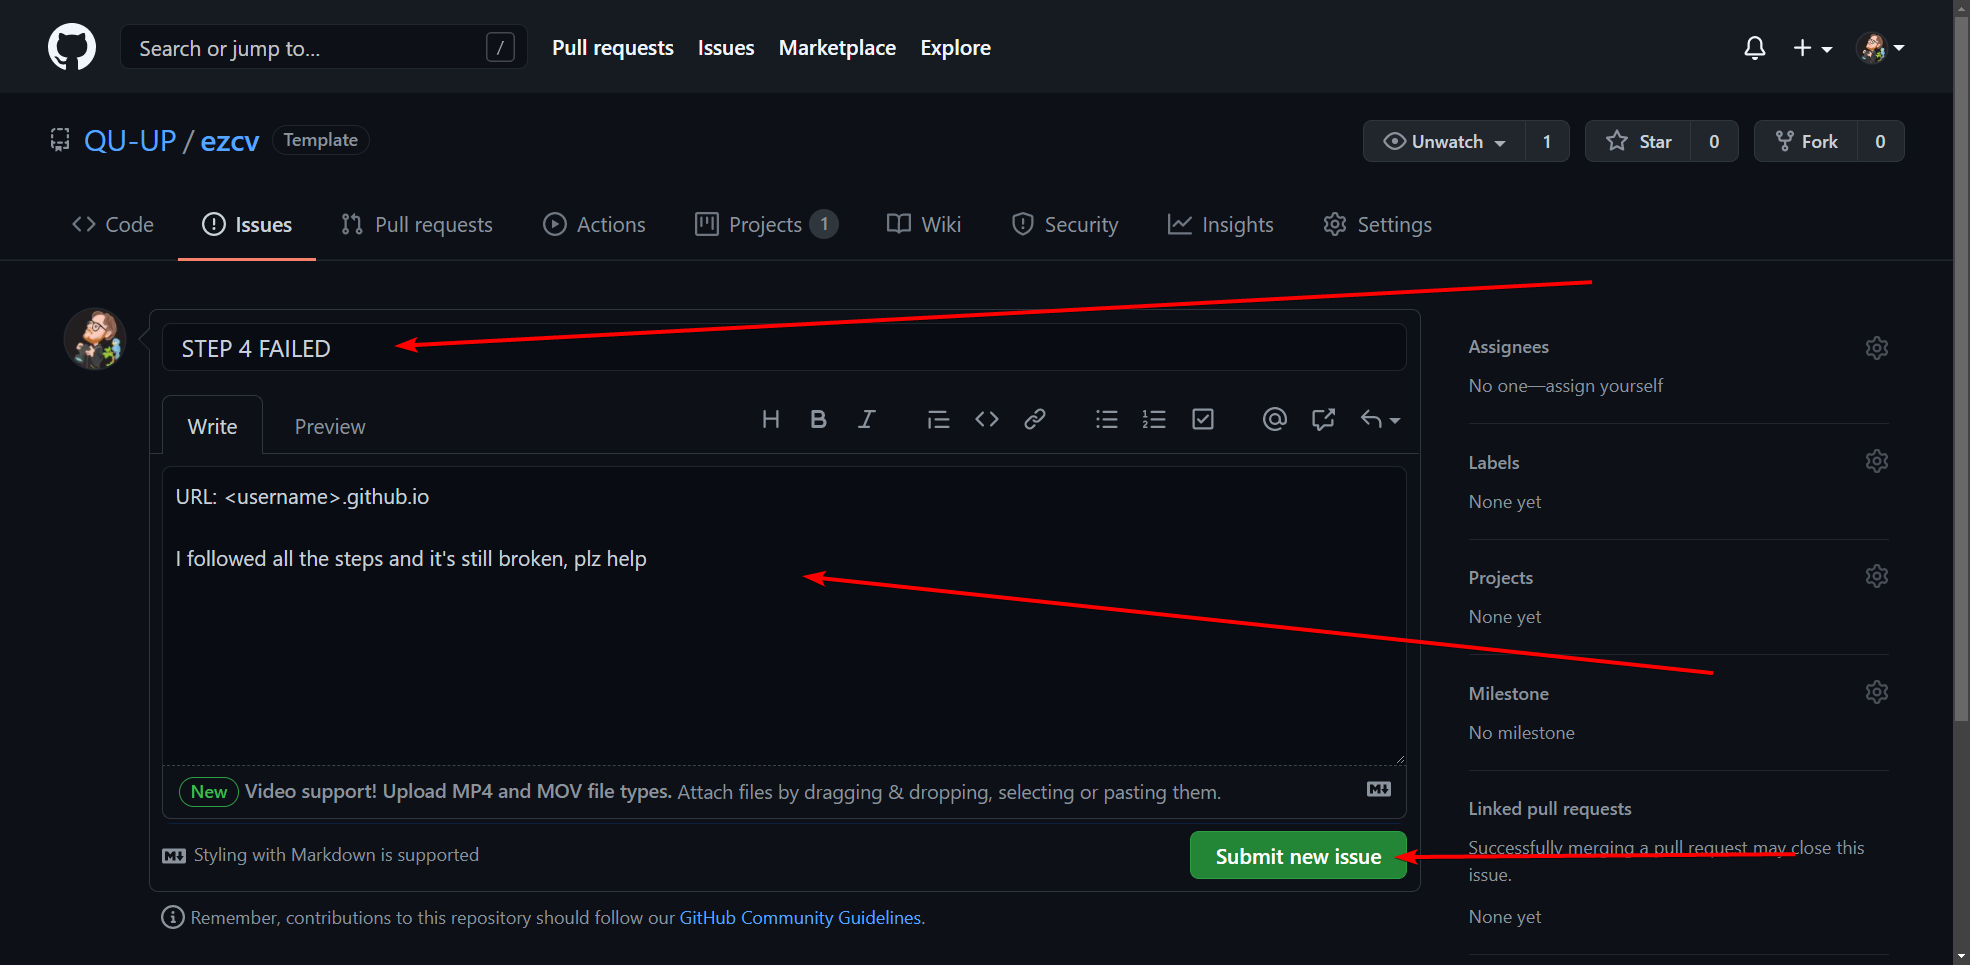 Search or jump to... /
Pull requests Issues Marketplace Explore
QU-UP / ezcv Template
Unwatch 1 Star 0 Fork 0
Code Issues Pull requests Actions Projects 1 Wiki Security Insights Settings
STEP 4 FAILED
Write Preview
URL: <username>.github.io
I followed all the steps and it's still broken, plz help
New Video support! Upload MP4 and MOV file types. Attach files by dragging & dropping, selecting or pasting them.
Styling with Markdown is supported
Submit new issue
Remember, contributions to this repository should follow our GitHub Community Guidelines.
Assignees
No one—assign yourself
Labels
None yet
Projects
None yet
Milestone
No milestone
Linked pull requests
Successfully merging a pull request may close this
issue.
None yet